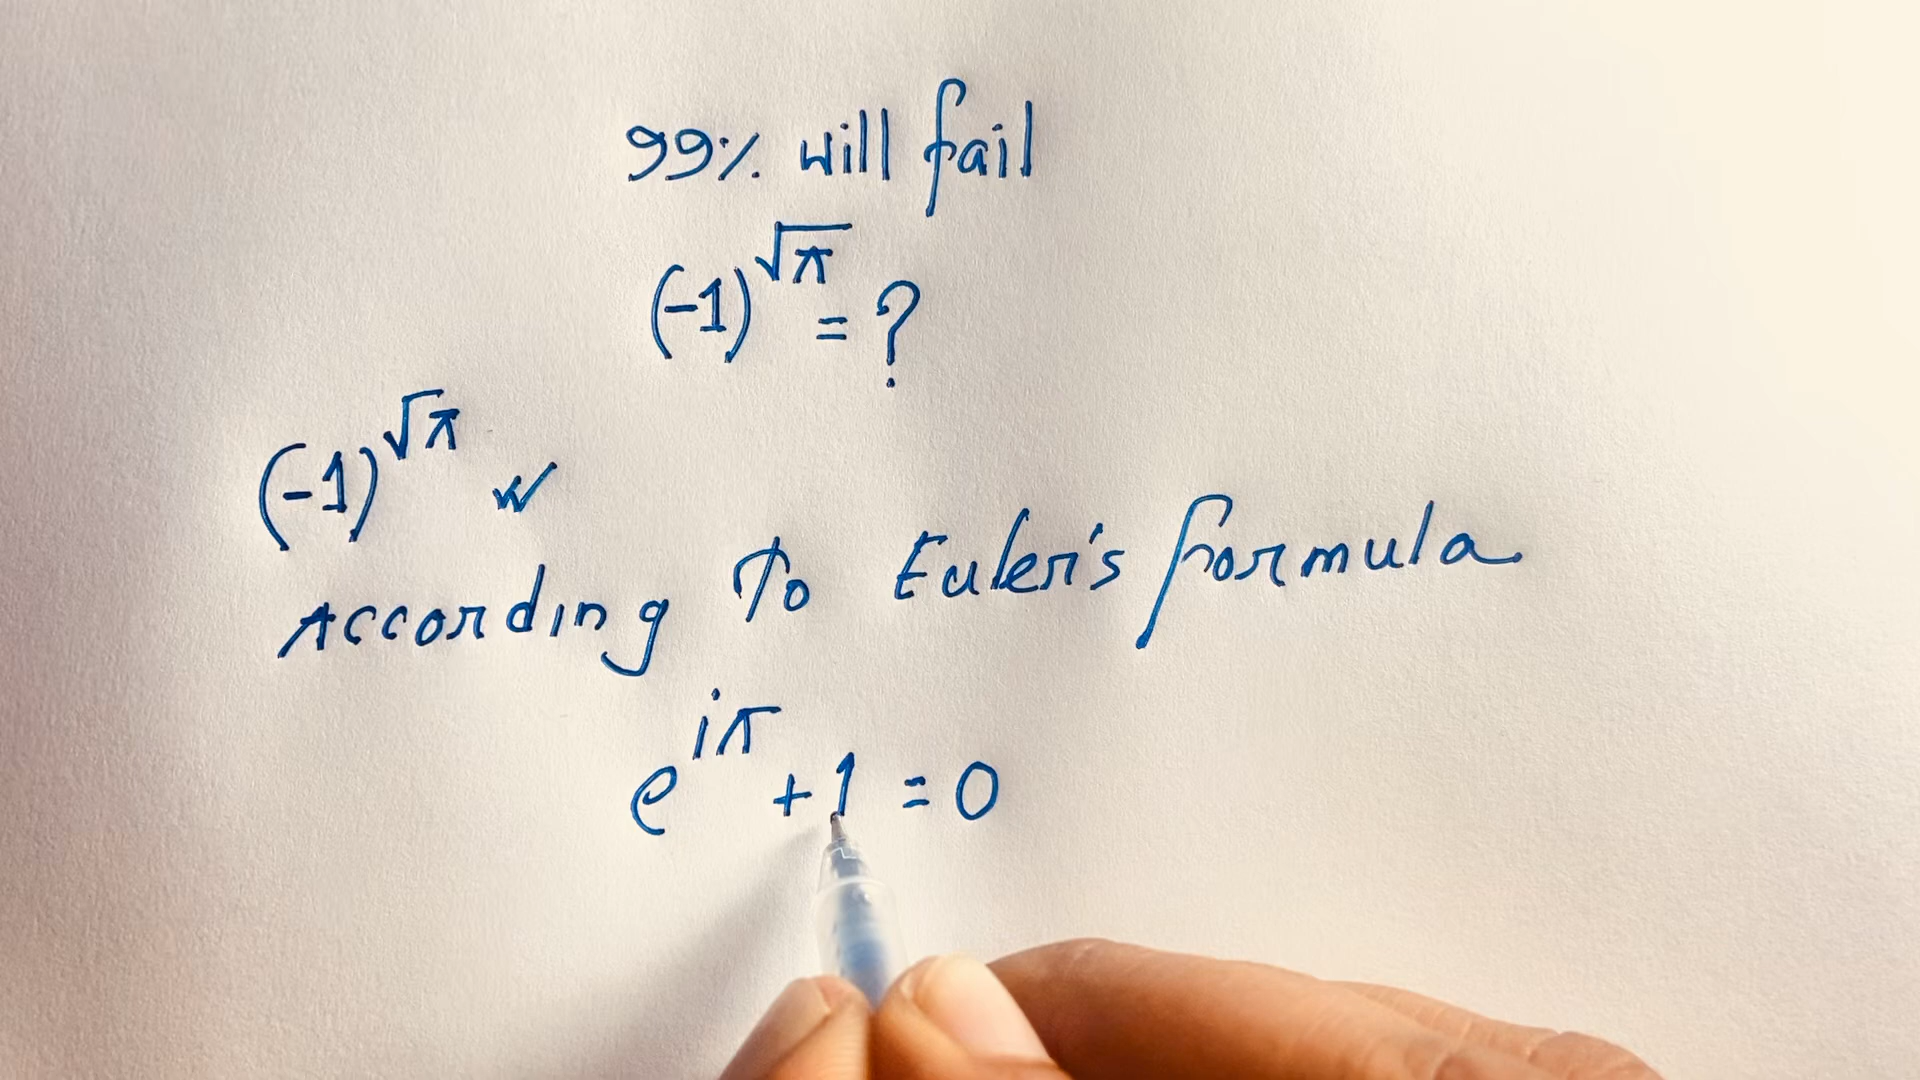 99% will fail
(-1)^√π = ?
(-1)^√π
According To Euler's formula
e^iπ + 1 = 0